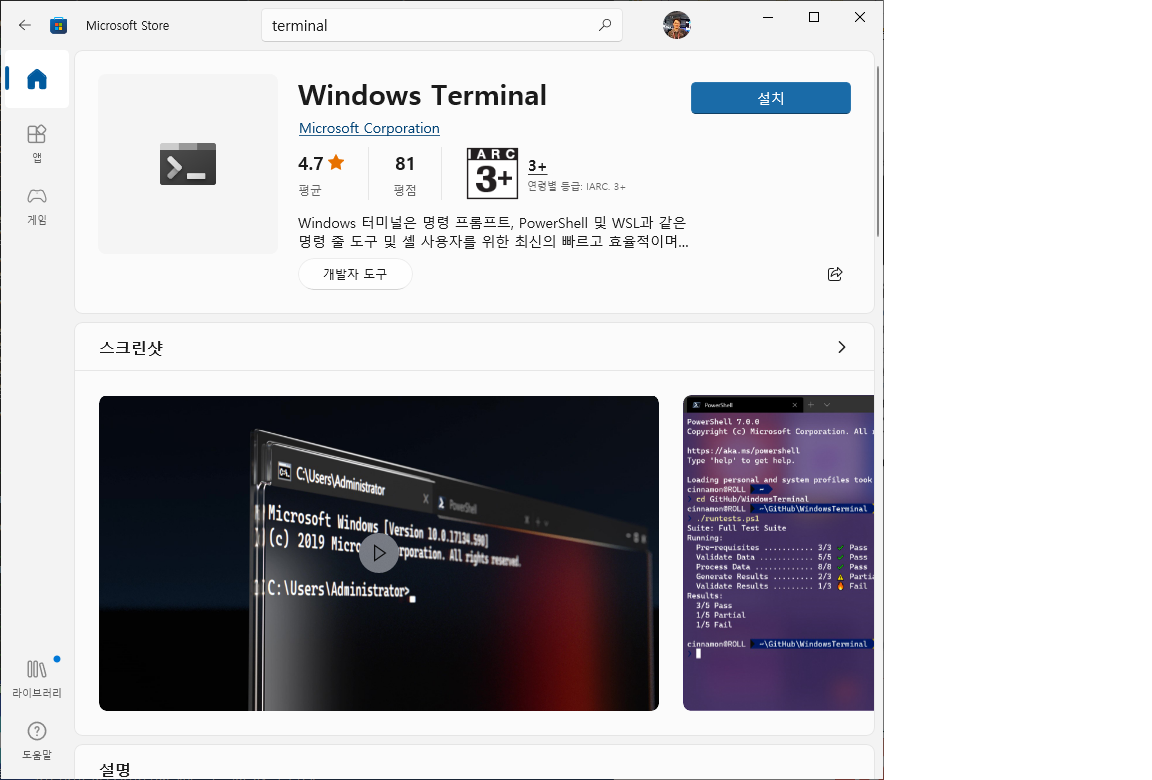 Microsoft Store
terminal
Windows Terminal
설치
Microsoft Corporation
4.7
평균
81
평점
IARC
3+
3+
연령별 등급: IARC. 3+
Windows 터미널은 명령 프롬프트, PowerShell 및 WSL과 같은
명령 줄 도구 및 셸 사용자를 위한 최신의 빠르고 효율적이며...
개발자 도구
앱
게임
라이브러리
도움말
스크린샷
C:\Users\Administrator
PowerShell
Microsoft Windows [Version 10.0.17134.590]
(c) 2019 Micro orporation. All rights reserved.
C:\Users\Administrator>
PowerShell
PowerShell 7.0.0
Copyright (c) Microsoft Corporation. All r
https://aka.ms/powershell
Type 'help' to get help.
Loading personal and system profiles took
cinnamon@ROLL ~
cd GitHub/WindowsTerminal
cinnamon@ROLL ~\GitHub\WindowsTerminal
./runtests.ps1
Suite: Full Test Suite
Running:
Pre-requisites ........... 3/3 Pass
Validate Data ............ 5/5 Pass
Process Data ............. 8/8 Pass
Generate Results ......... 2/3 Partia
Validate Results ......... 1/3 Fail
Results:
3/5 Pass
1/5 Partial
1/5 Fail
cinnamon@ROLL ~\GitHub\WindowsTerminal
설명